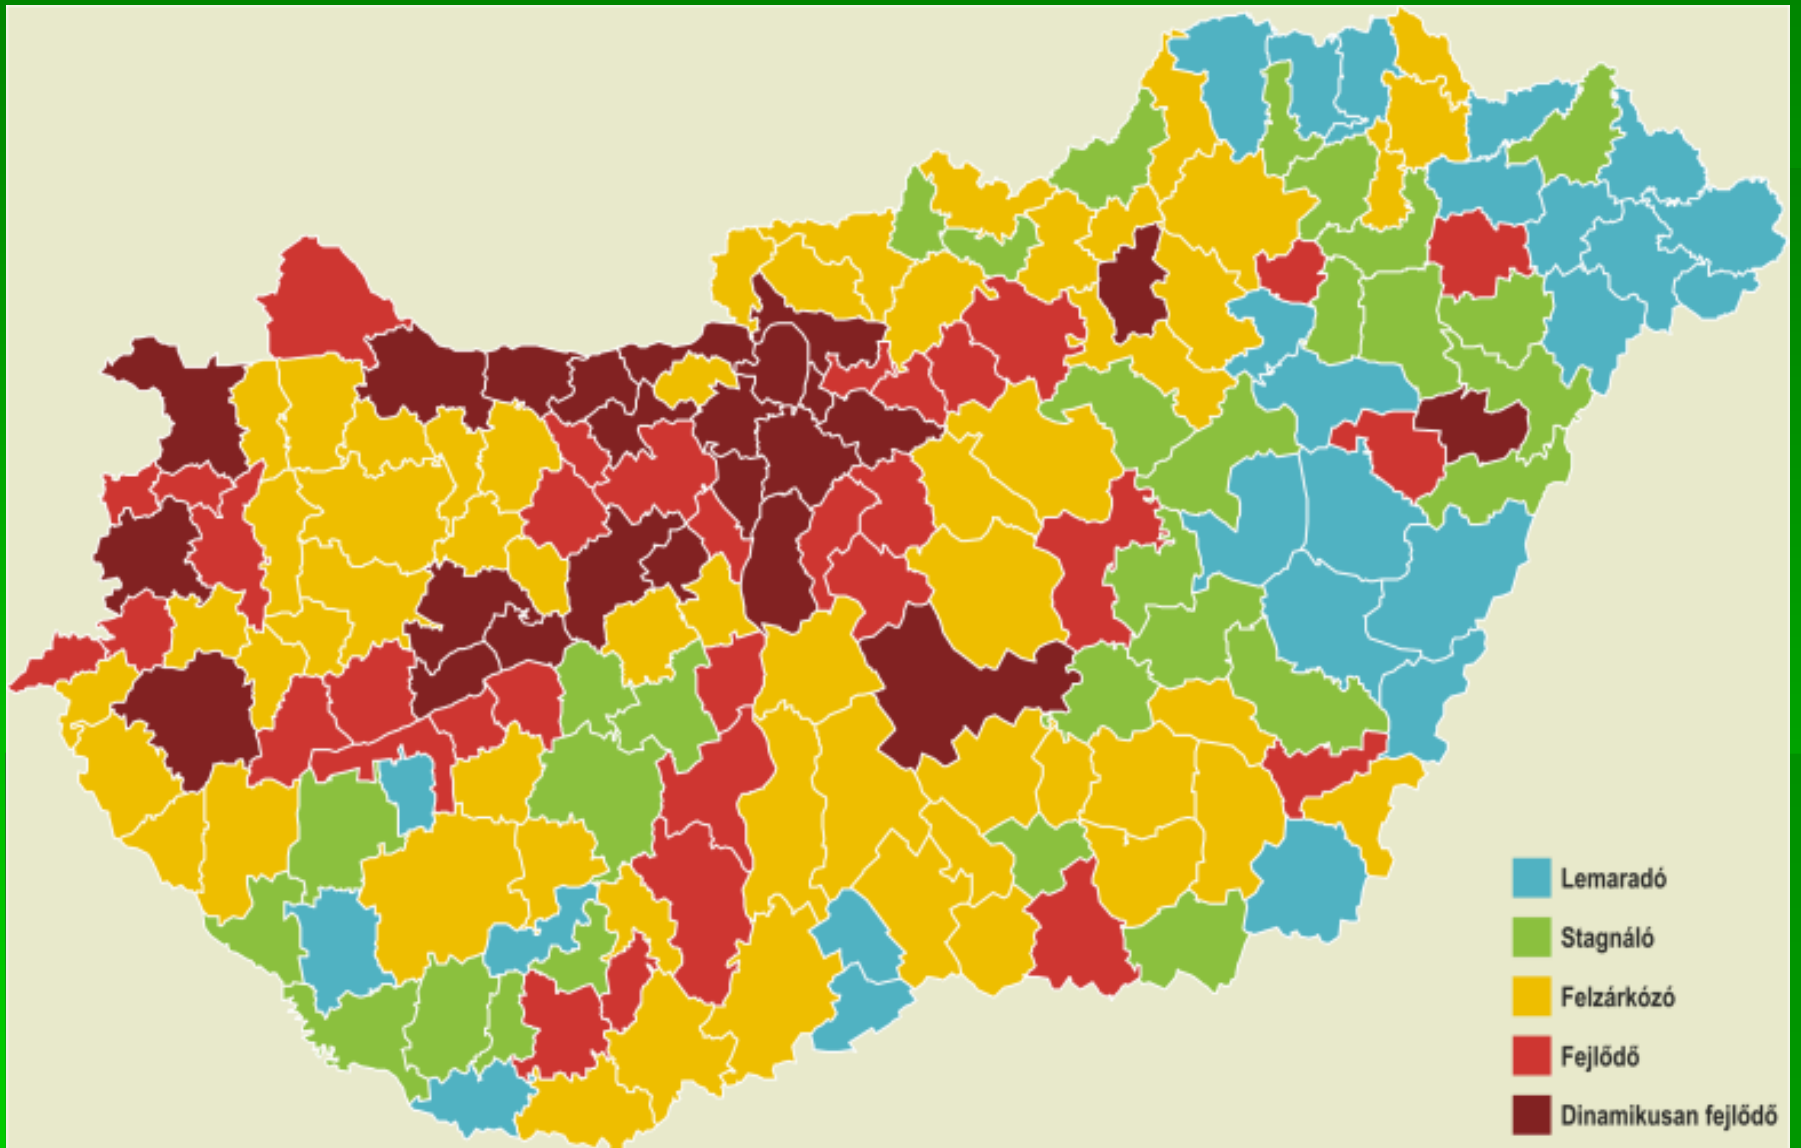 Lemaradó
Stagnáló
Felzárkózó
Fejlődő
Dinamikusan fejlődő